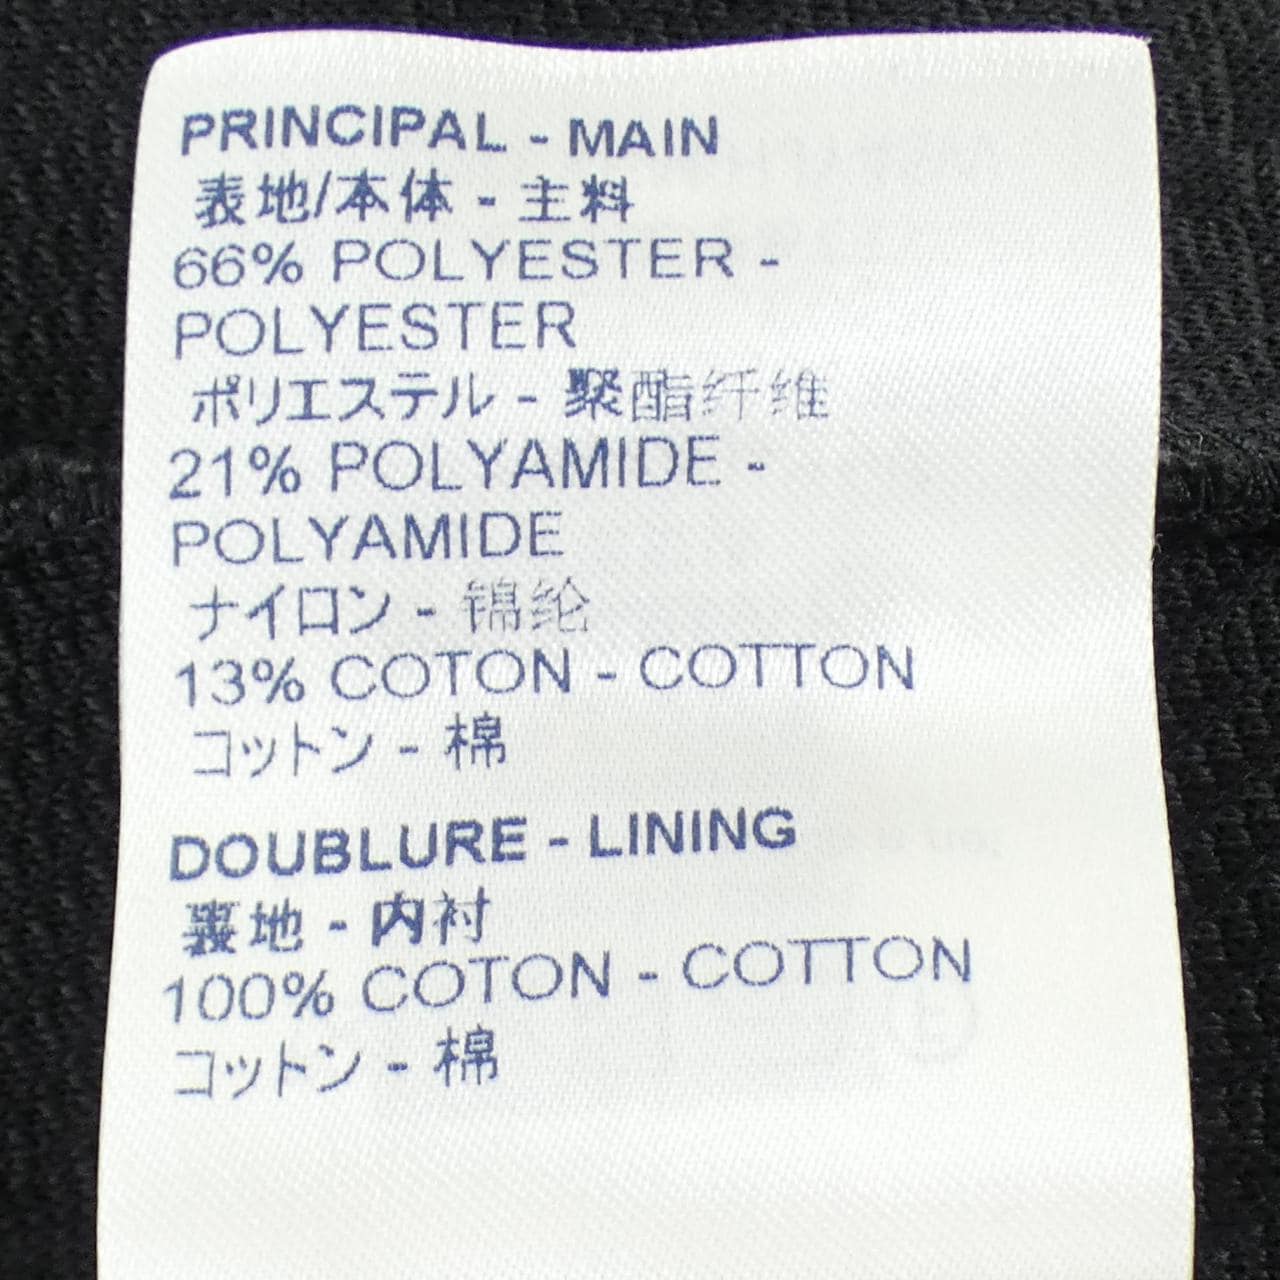 PRINCIPAL - MAIN
表地/本体 - 主料
66% POLYESTER -
POLYESTER
ポリエステル - 聚酯纤维
21% POLYAMIDE -
POLYAMIDE
ナイロン - 锦纶
13% COTON - COTTON
コットン - 棉
DOUBLURE - LINING
裏地 - 内衬
100% COTON - COTTON
コットン - 棉